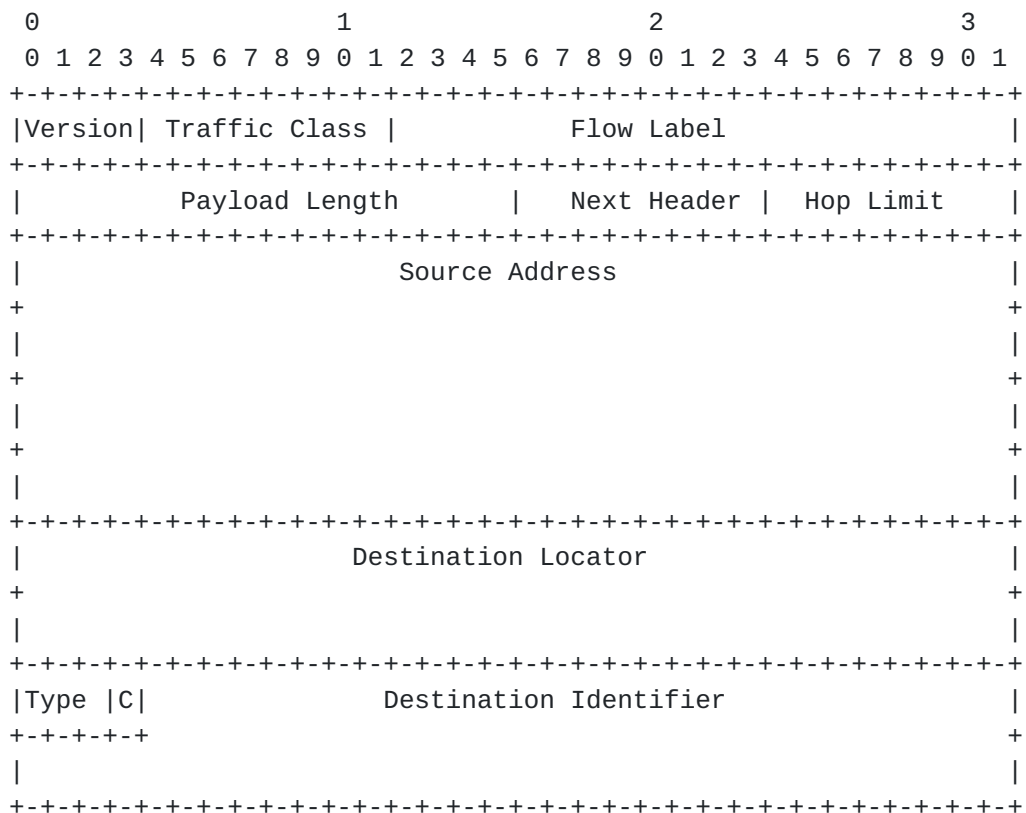 0                   1                   2                   3
 0 1 2 3 4 5 6 7 8 9 0 1 2 3 4 5 6 7 8 9 0 1 2 3 4 5 6 7 8 9 0 1
+-+-+-+-+-+-+-+-+-+-+-+-+-+-+-+-+-+-+-+-+-+-+-+-+-+-+-+-+-+-+-+-+
|Version| Traffic Class |           Flow Label                  |
+-+-+-+-+-+-+-+-+-+-+-+-+-+-+-+-+-+-+-+-+-+-+-+-+-+-+-+-+-+-+-+-+
|          Payload Length       |   Next Header |  Hop Limit    |
+-+-+-+-+-+-+-+-+-+-+-+-+-+-+-+-+-+-+-+-+-+-+-+-+-+-+-+-+-+-+-+-+
|                        Source Address                         |
+                                                               +
|                                                               |
+                                                               +
|                                                               |
+                                                               +
|                                                               |
+-+-+-+-+-+-+-+-+-+-+-+-+-+-+-+-+-+-+-+-+-+-+-+-+-+-+-+-+-+-+-+-+
|                     Destination Locator                       |
+                                                               +
|                                                               |
+-+-+-+-+-+-+-+-+-+-+-+-+-+-+-+-+-+-+-+-+-+-+-+-+-+-+-+-+-+-+-+-+
|Type |C|               Destination Identifier                  |
+-+-+-+-+                                                       +
|                                                               |
+-+-+-+-+-+-+-+-+-+-+-+-+-+-+-+-+-+-+-+-+-+-+-+-+-+-+-+-+-+-+-+-+